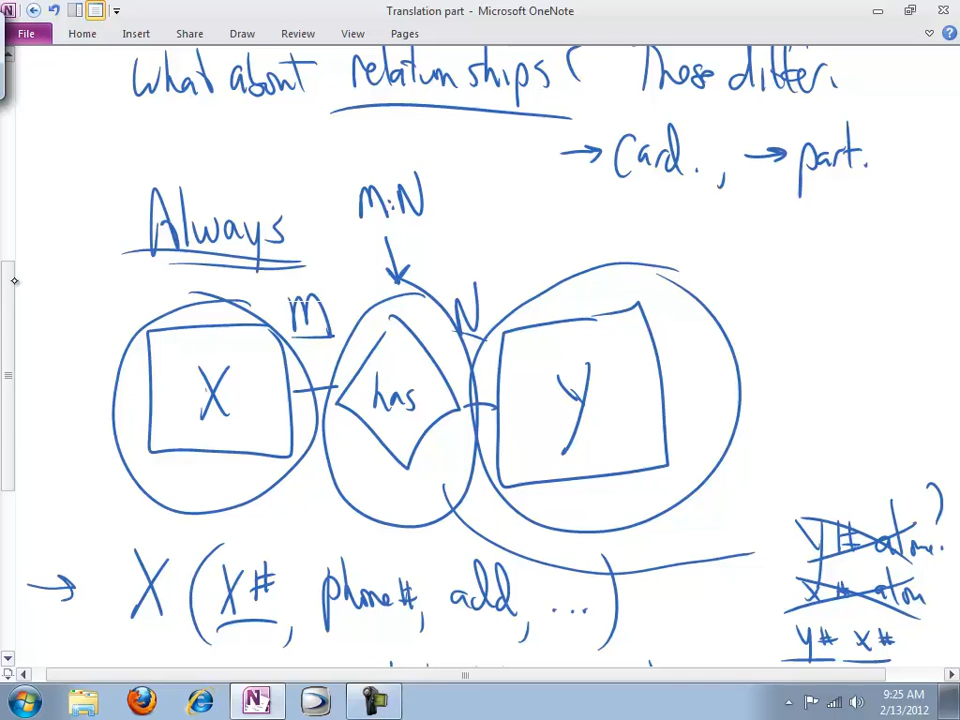 Translation part - Microsoft OneNote
File Home Insert Share Draw Review View Pages
What about relationships? These differ.
→ Card., → part.
M:N
Always
M N
X has Y
Y# atom.?
X# atom
→ X (X#, phone#, add, ...)
Y# X#
9:25 AM
2/13/2012